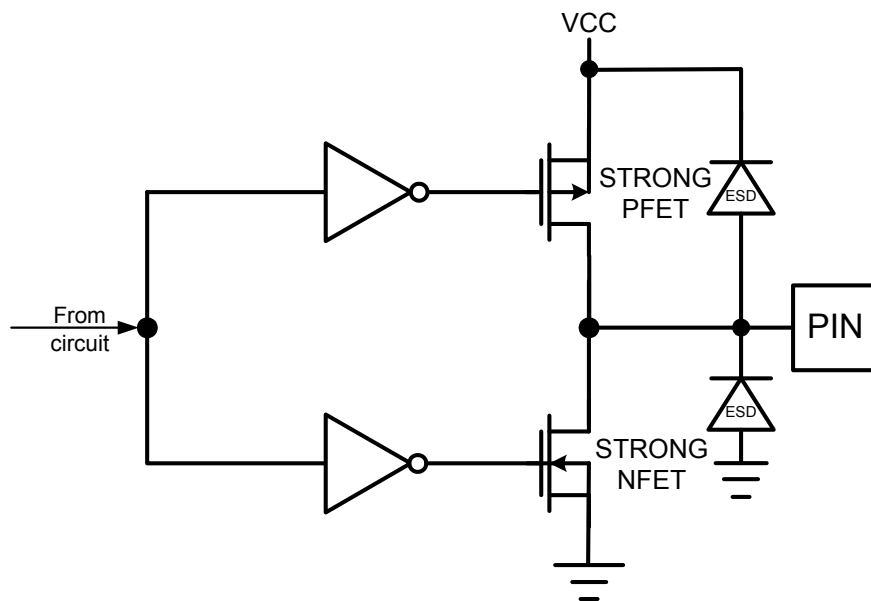 VCC
STRONG
PFET
ESD
From
circuit
PIN
ESD
STRONG
NFET